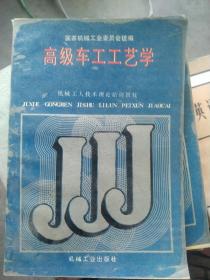 国家机械工业委员会统编
高级车工工艺学
机械工人技术理论培训教材
JIXIE GONGREN JISHU LILUN PEIXUN JIAOCAI
JJJ
机械工业出版社
英